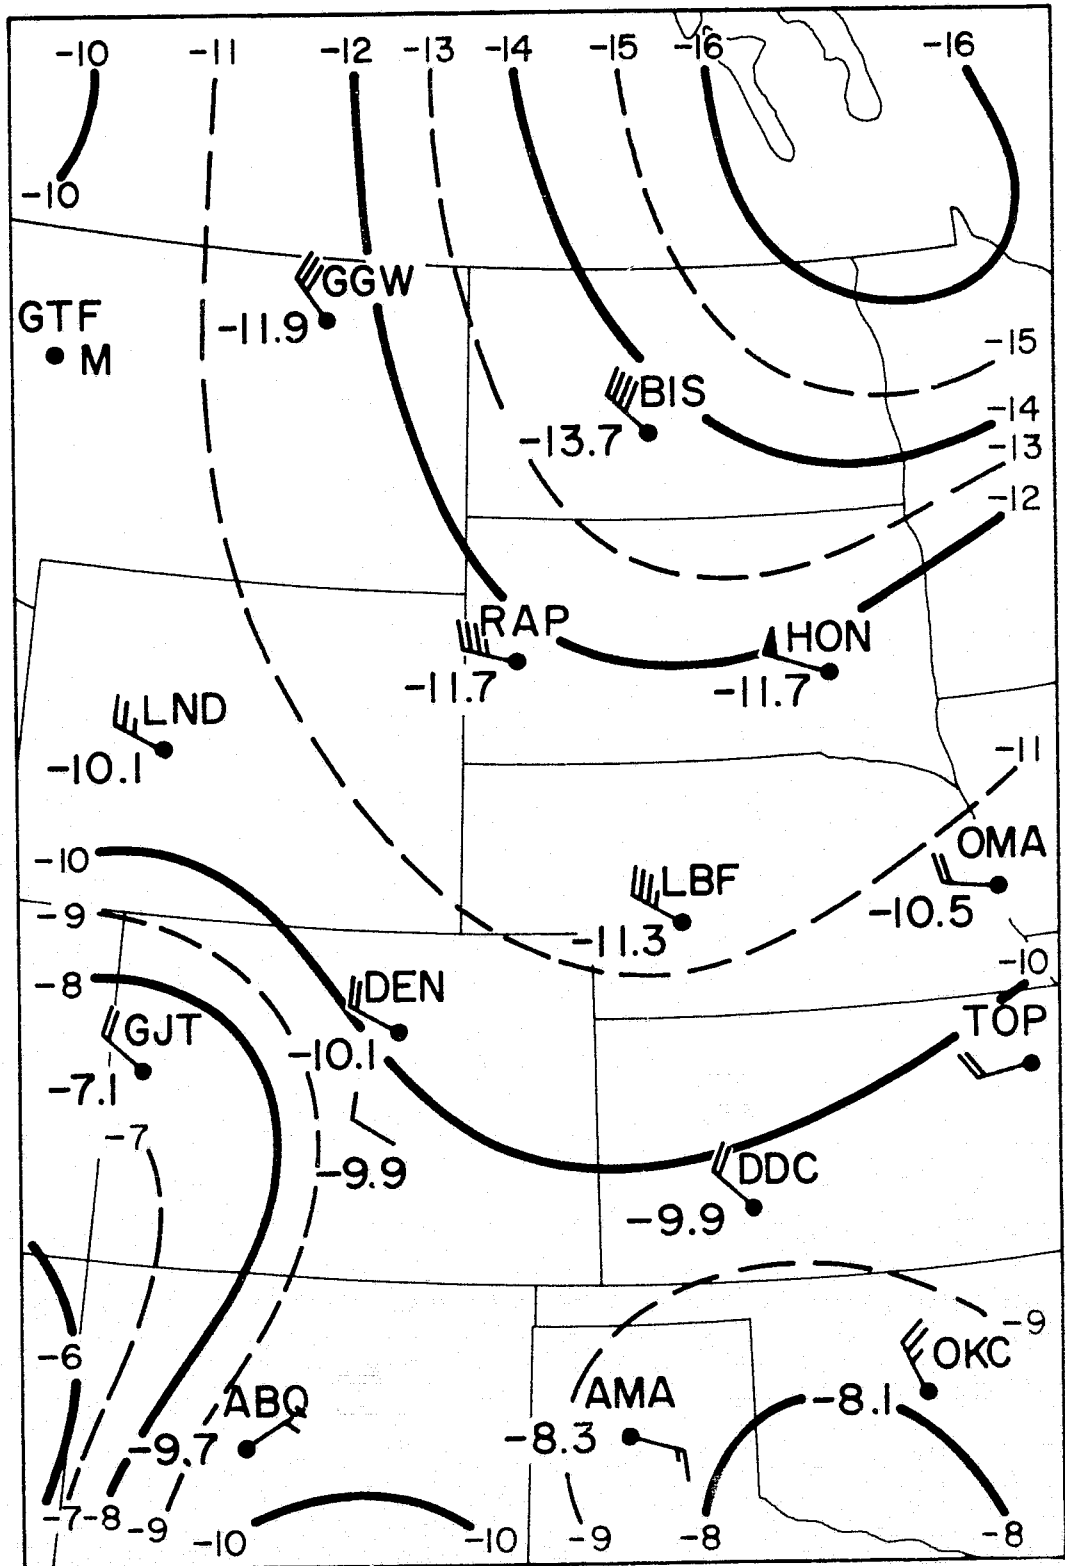 -10 -11 -12 -13 -14 -15 -16 -16
-10
GGW
GTF
-11.9
M
-15
BIS
-14
-13.7
-13
-12
RAP
HON
-11.7
-11.7
LND
-10.1
-11
OMA
-10
LBF
-9
-10.5
-11.3
-10
-8
DEN
TOP
GJT
-10.1
-7.1
-7
DDC
-9.9
-9.9
-9
-6
OKC
ABQ
AMA
-8.1
-9.7
-8.3
-7 -8 -9 -10 -10 -9 -8 -8